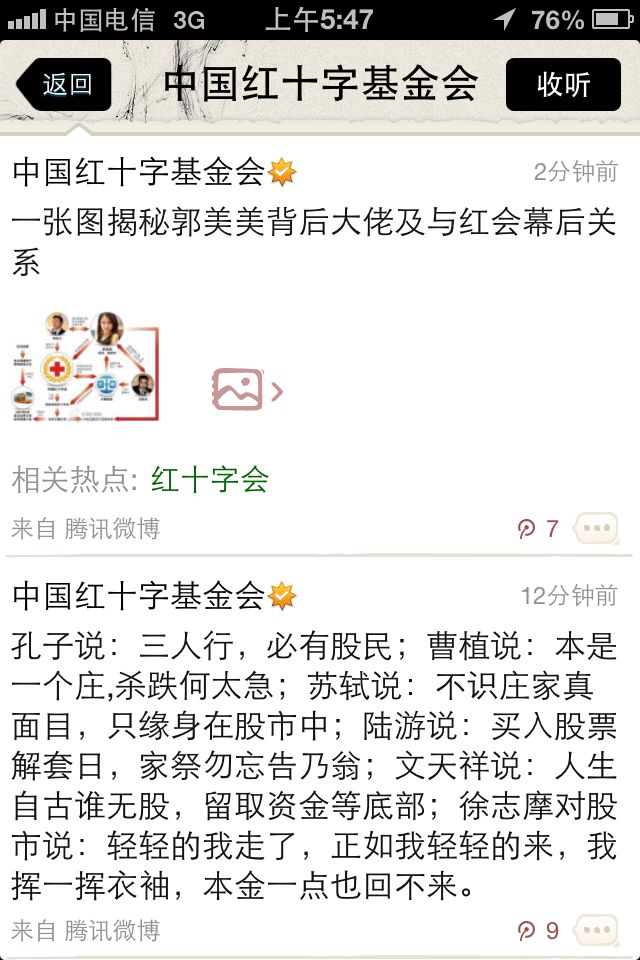 中国电信 3G 上午5:47 76%
返回 中国红十字基金会 收听
中国红十字基金会 2分钟前
一张图揭秘郭美美背后大佬及与红会幕后关
系
相关热点: 红十字会
来自 腾讯微博 7
中国红十字基金会 12分钟前
孔子说：三人行，必有股民；曹植说：本是
一个庄,杀跌何太急；苏轼说：不识庄家真
面目，只缘身在股市中；陆游说：买入股票
解套日，家祭勿忘告乃翁；文天祥说：人生
自古谁无股，留取资金等底部；徐志摩对股
市说：轻轻的我走了，正如我轻轻的来，我
挥一挥衣袖，本金一点也回不来。
来自 腾讯微博 9